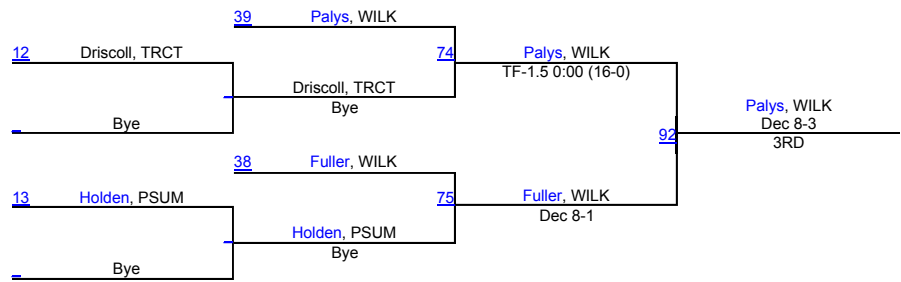 39 Palys, WILK
12 Driscoll, TRCT
74 Palys, WILK
TF-1.5 0:00 (16-0)
Driscoll, TRCT
Bye
Palys, WILK
Dec 8-3
3RD
Bye
92
38 Fuller, WILK
13 Holden, PSUM
75 Fuller, WILK
Dec 8-1
Holden, PSUM
Bye
Bye